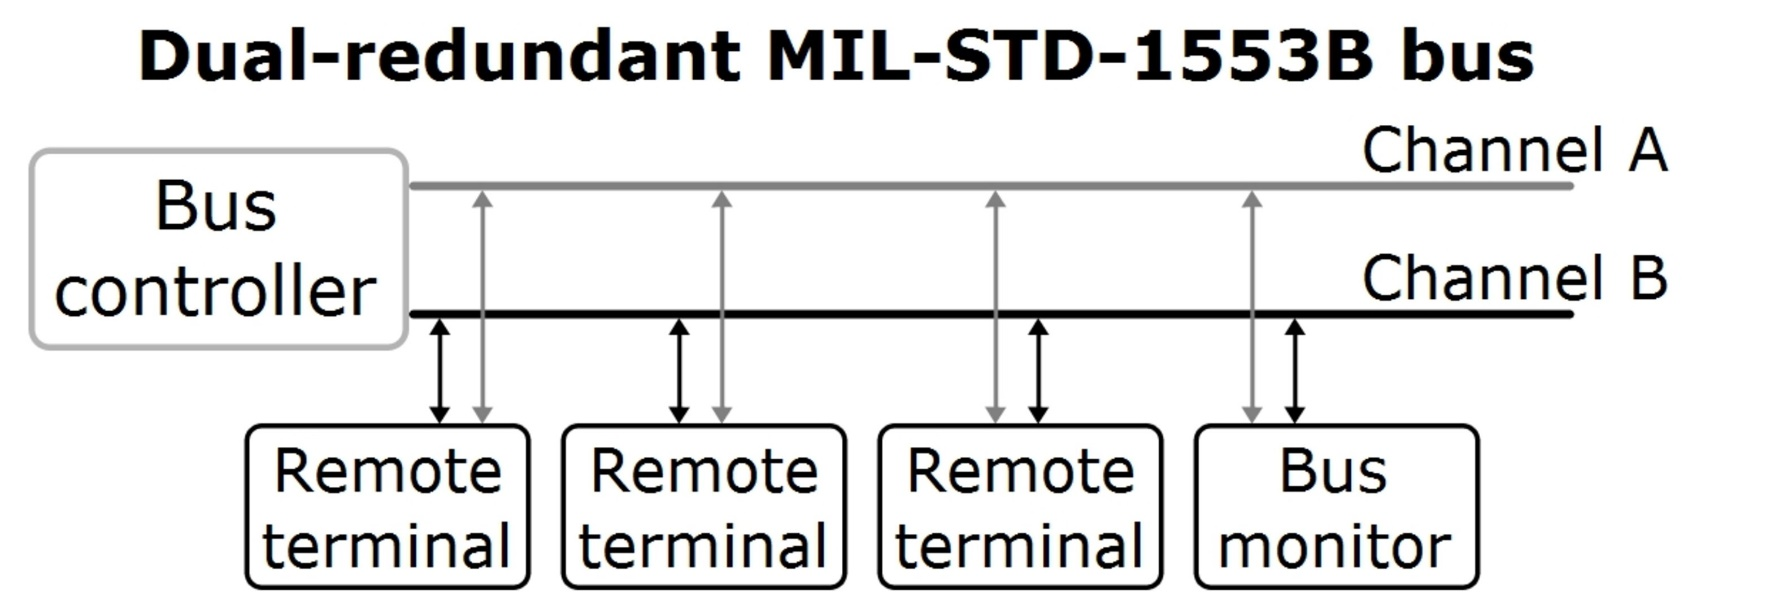 Dual-redundant MIL-STD-1553B bus
Channel A
Bus
controller
Channel B
Remote
terminal
Remote
terminal
Remote
terminal
Bus
monitor